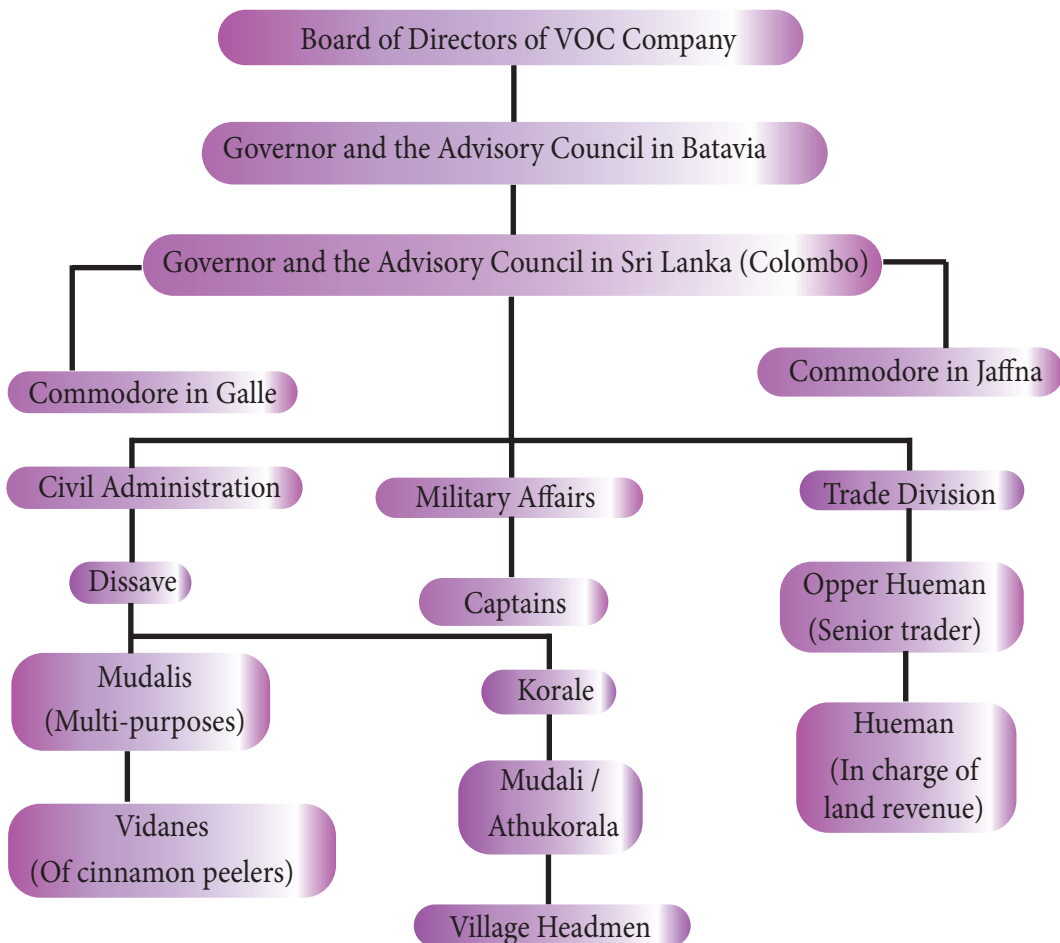 Board of Directors of VOC Company
Governor and the Advisory Council in Batavia
Governor and the Advisory Council in Sri Lanka (Colombo)
Commodore in Galle
Commodore in Jaffna
Civil Administration
Military Affairs
Trade Division
Dissave
Captains
Opper Hueman
(Senior trader)
Mudalis
(Multi-purposes)
Korale
Hueman
(In charge of
land revenue)
Mudali /
Athukorala
Vidanes
(Of cinnamon peelers)
Village Headmen